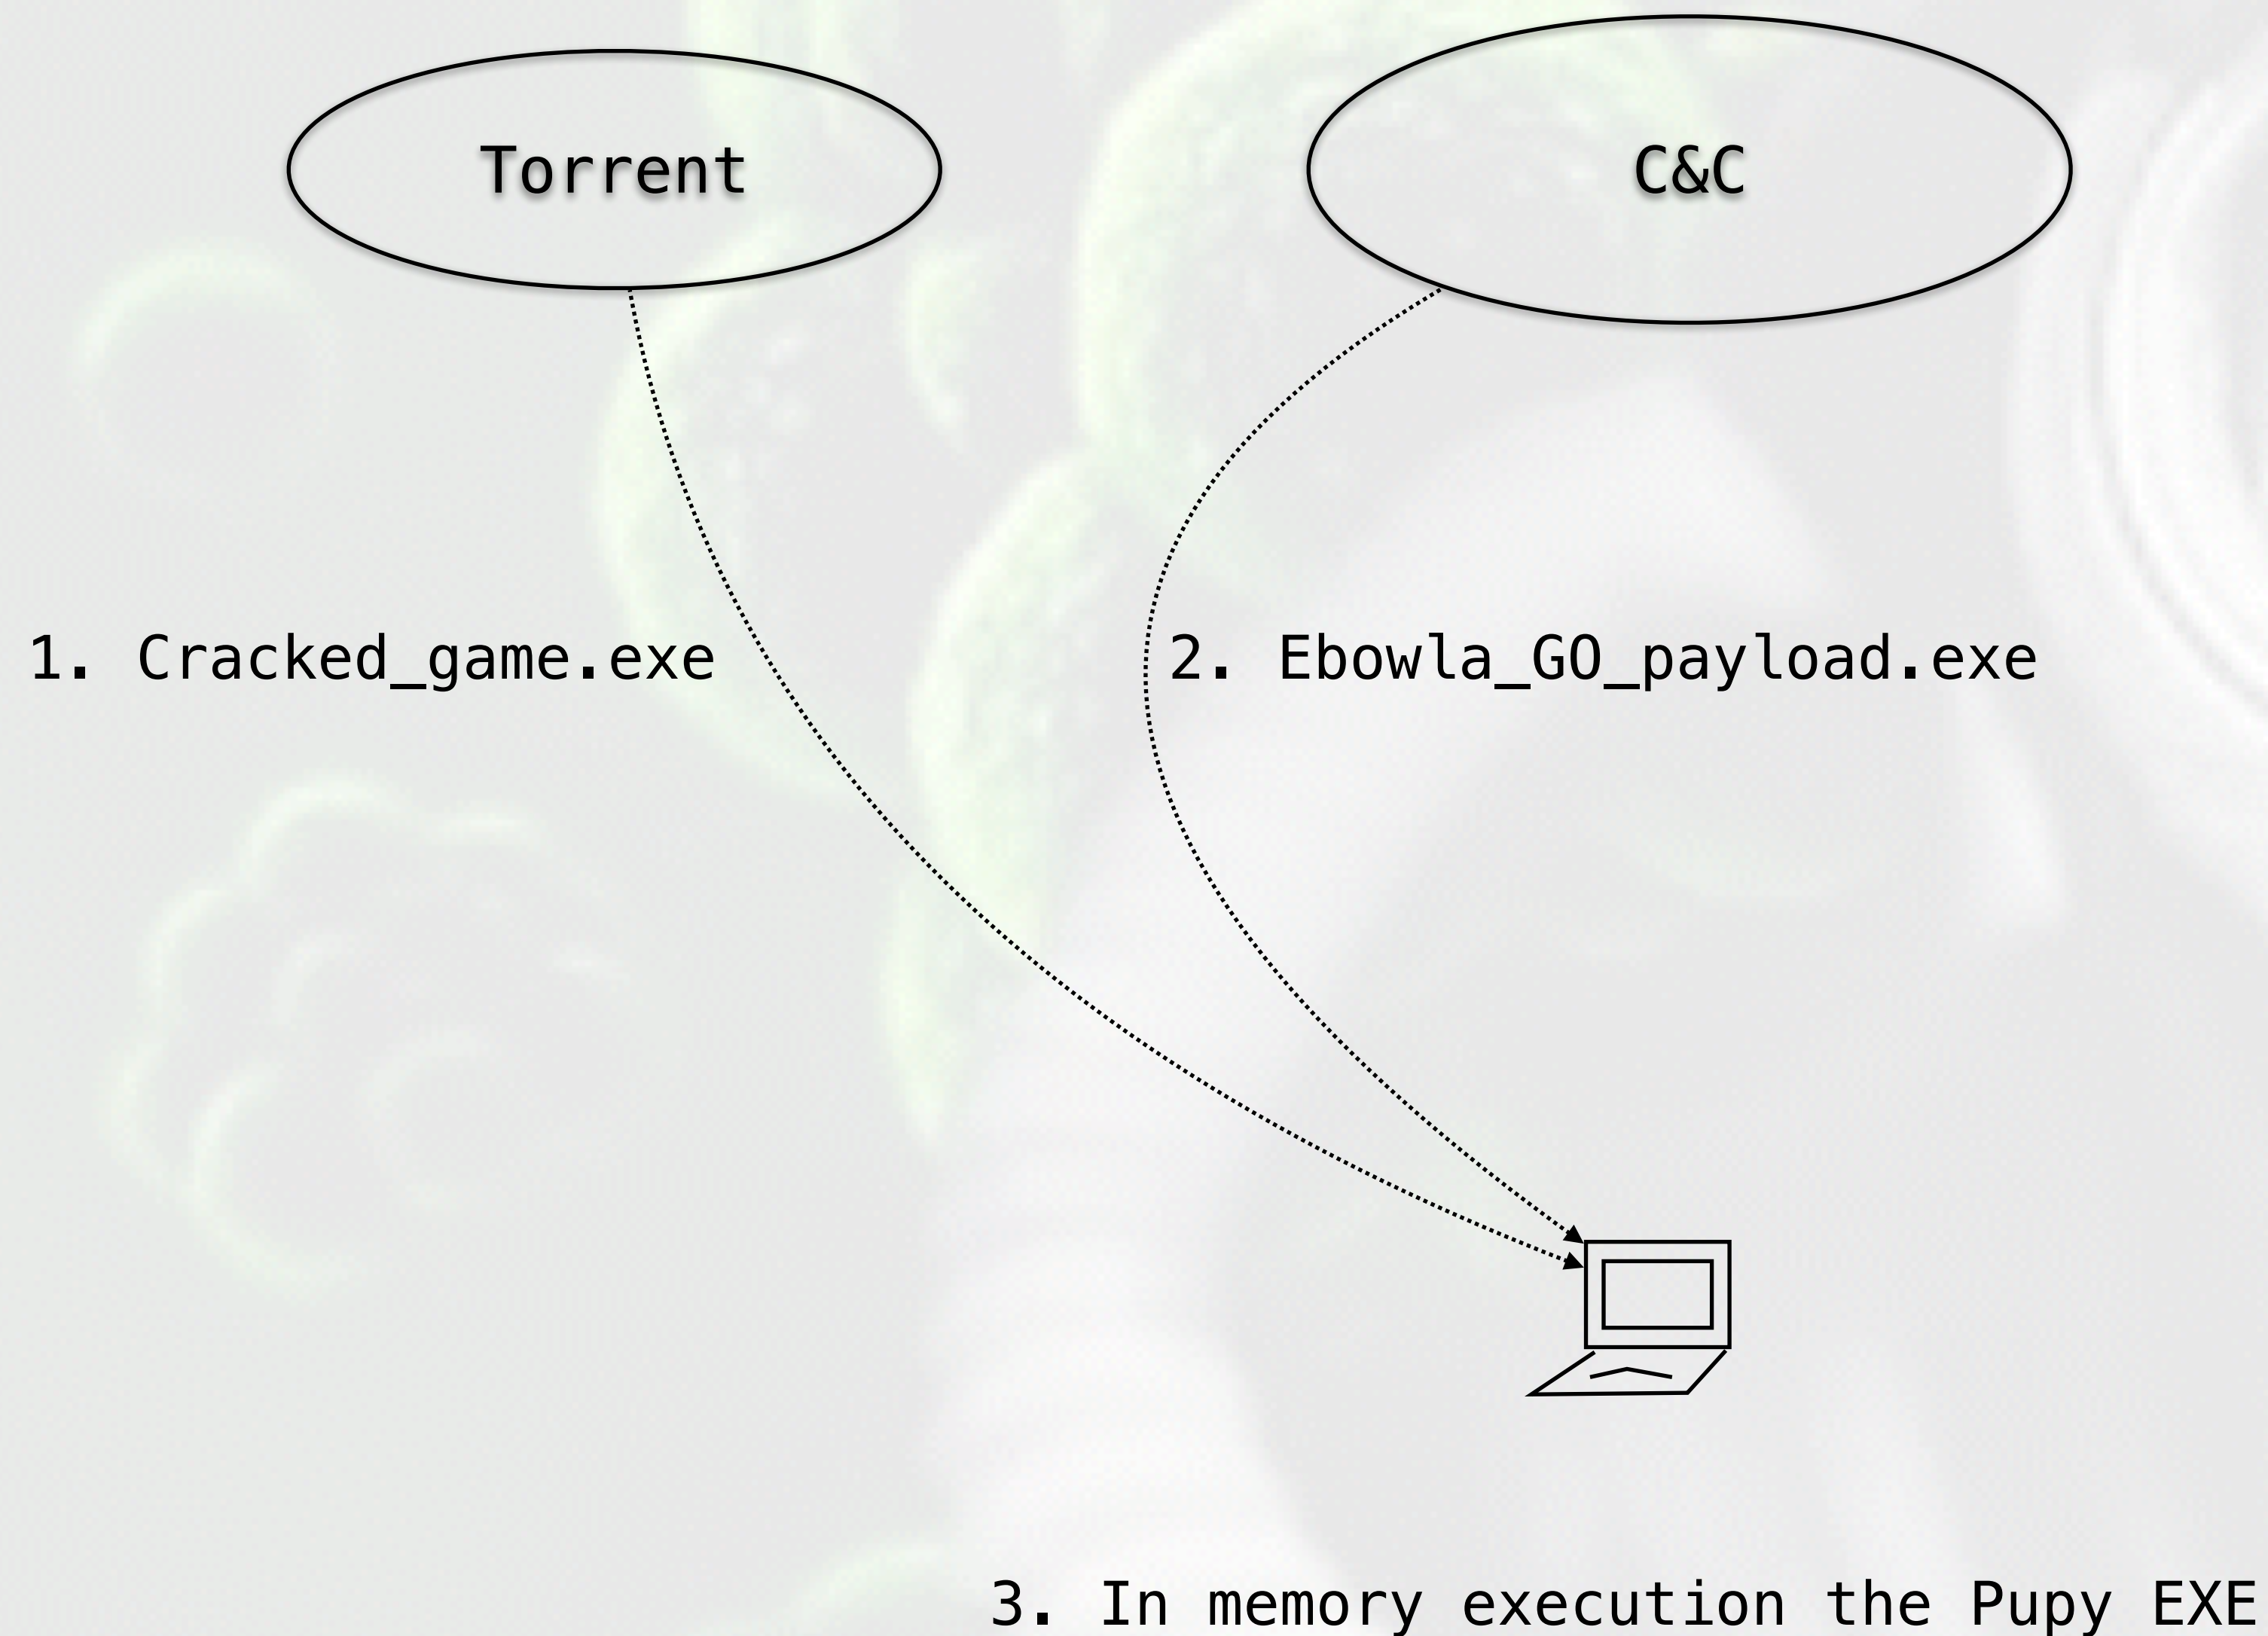 Torrent
C&C
1. Cracked_game.exe
2. Ebowla_GO_payload.exe
3. In memory execution the Pupy EXE